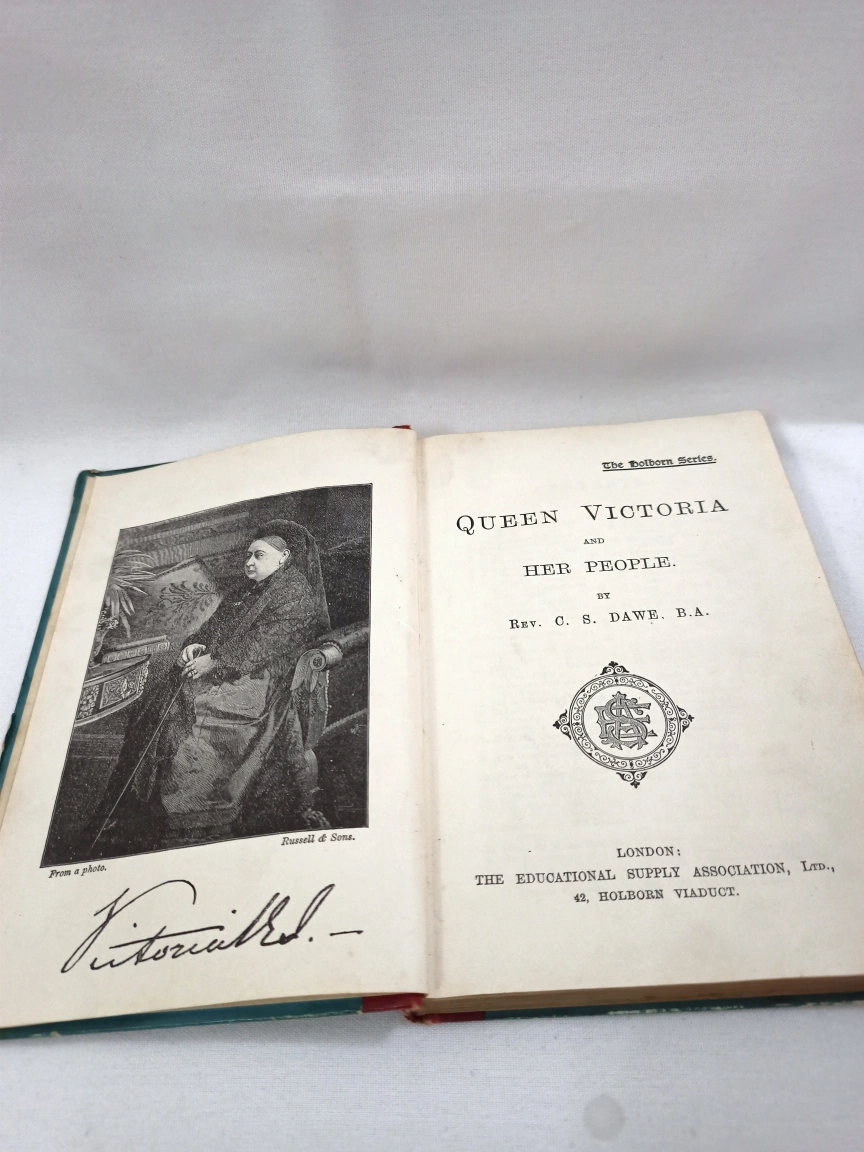 From a photo.
Russell & Sons.
Victoria R I. —
The Holborn Series.
QUEEN VICTORIA
AND
HER PEOPLE.
BY
REV. C. S. DAWE, B.A.
ESA
LONDON:
THE EDUCATIONAL SUPPLY ASSOCIATION, LTD.,
42, HOLBORN VIADUCT.